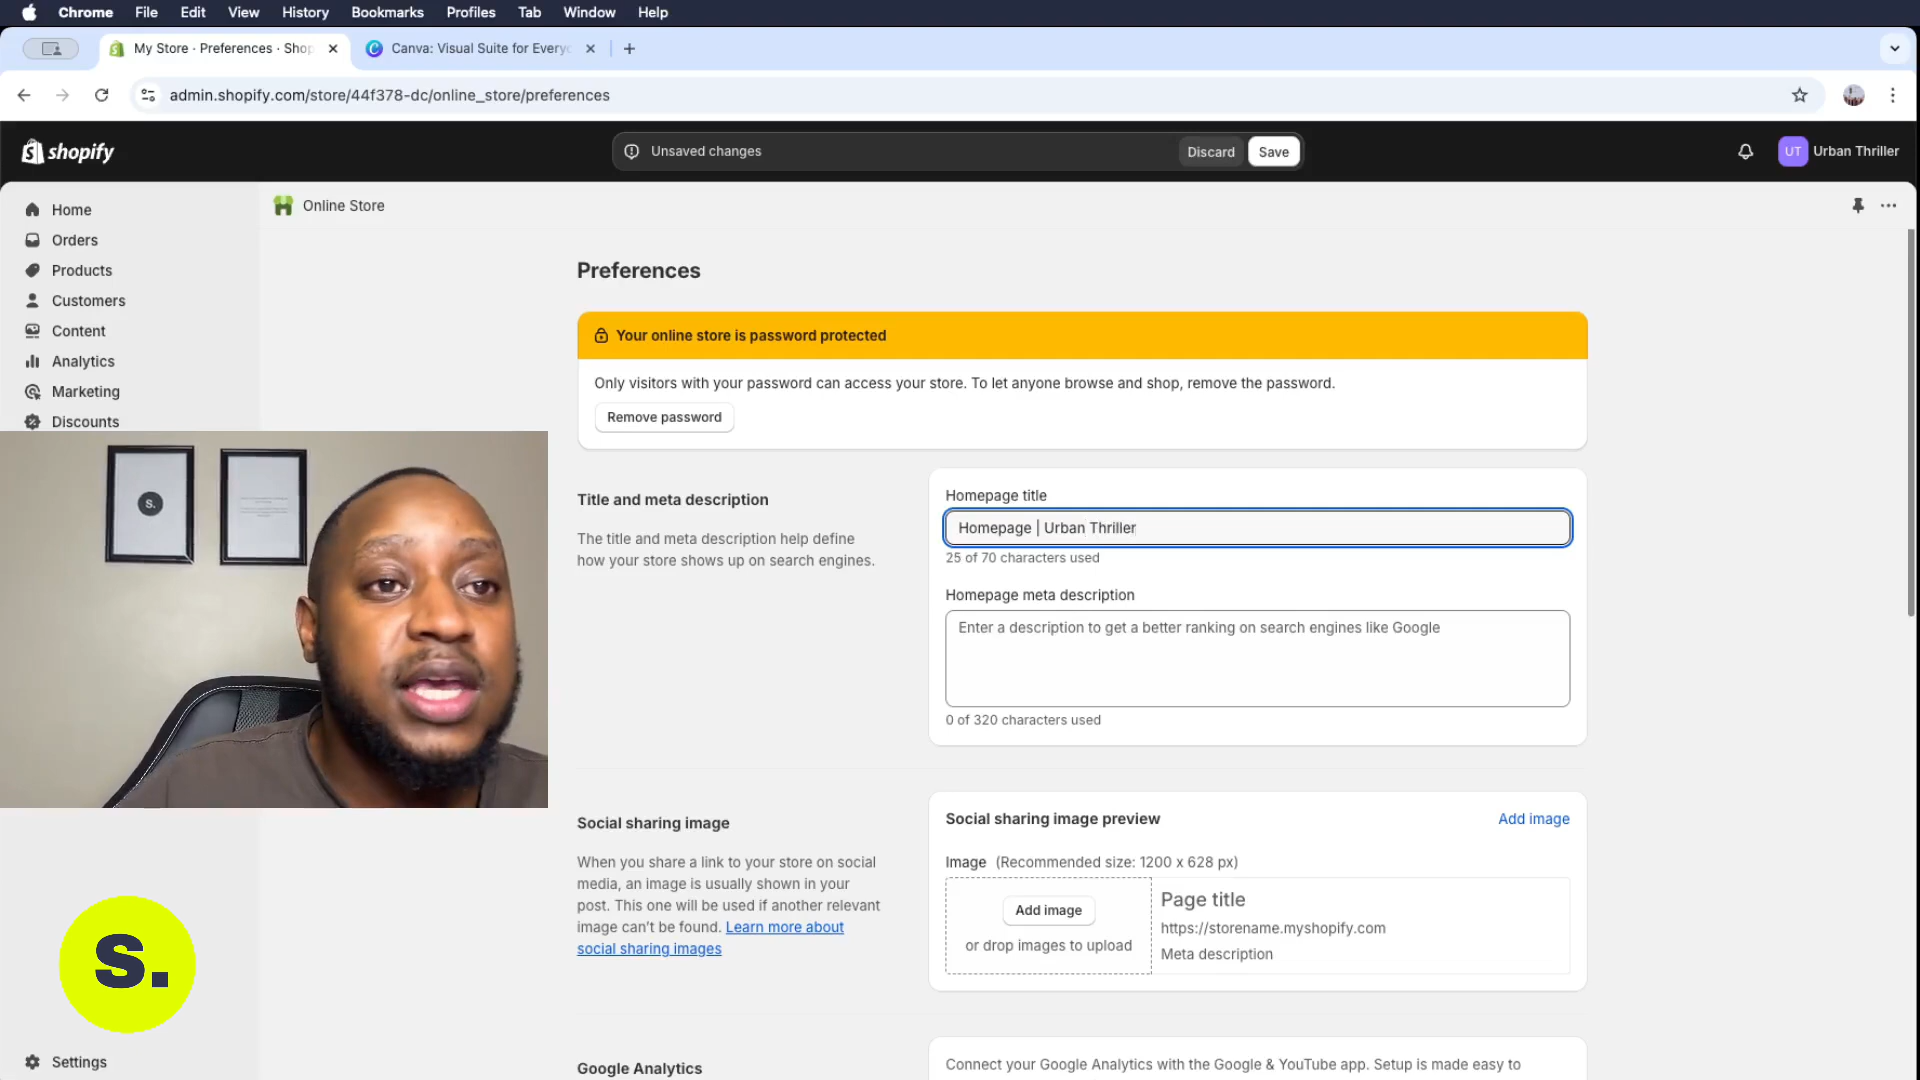 Chrome File Edit View History Bookmarks Profiles Tab Window Help
My Store · Preferences · Shop
Canva: Visual Suite for Everyo
admin.shopify.com/store/44f378-dc/online_store/preferences
shopify
Unsaved changes
Discard
Save
UT
Urban Thriller
Home
Orders
Products
Customers
Content
Analytics
Marketing
Discounts
Settings
Online Store
Preferences
Your online store is password protected
Only visitors with your password can access your store. To let anyone browse and shop, remove the password.
Remove password
Title and meta description
The title and meta description help define
how your store shows up on search engines.
Homepage title
Homepage | Urban Thriller
25 of 70 characters used
Homepage meta description
Enter a description to get a better ranking on search engines like Google
0 of 320 characters used
Social sharing image
When you share a link to your store on social
media, an image is usually shown in your
post. This one will be used if another relevant
image can't be found. Learn more about
social sharing images
Social sharing image preview
Add image
Image (Recommended size: 1200 x 628 px)
Add image
or drop images to upload
Page title
https://storename.myshopify.com
Meta description
Google Analytics
Connect your Google Analytics with the Google & YouTube app. Setup is made easy to
S.
s.